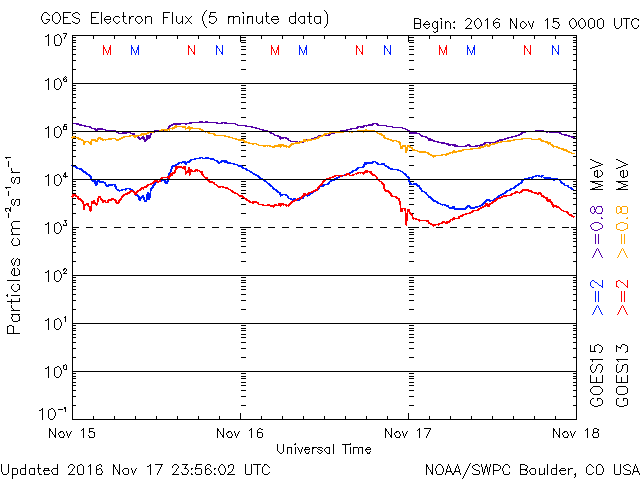 GOES Electron Flux (5 minute data)
Begin: 2016 Nov 15 0000 UTC
M M N N M M N N M M N N
10⁷
10⁶
10⁵
10⁴
10³
10²
10¹
10⁰
10⁻¹
Particles cm⁻²s⁻¹sr⁻¹
Nov 15 Nov 16 Nov 17 Nov 18
Universal Time
GOES15 >=2 >=0.8 MeV
GOES13 >=2 >=0.8 MeV
Updated 2016 Nov 17 23:56:02 UTC
NOAA/SWPC Boulder, CO USA